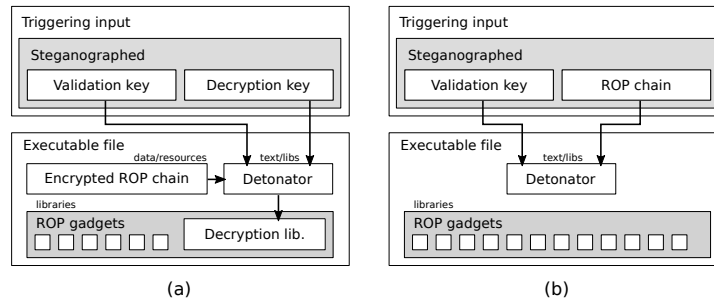 Triggering input
Steganographed
Validation key
Decryption key
Executable file
data/resources
text/libs
Encrypted ROP chain
Detonator
libraries
ROP gadgets
Decryption lib.
(a)
Triggering input
Steganographed
Validation key
ROP chain
Executable file
text/libs
Detonator
libraries
ROP gadgets
(b)